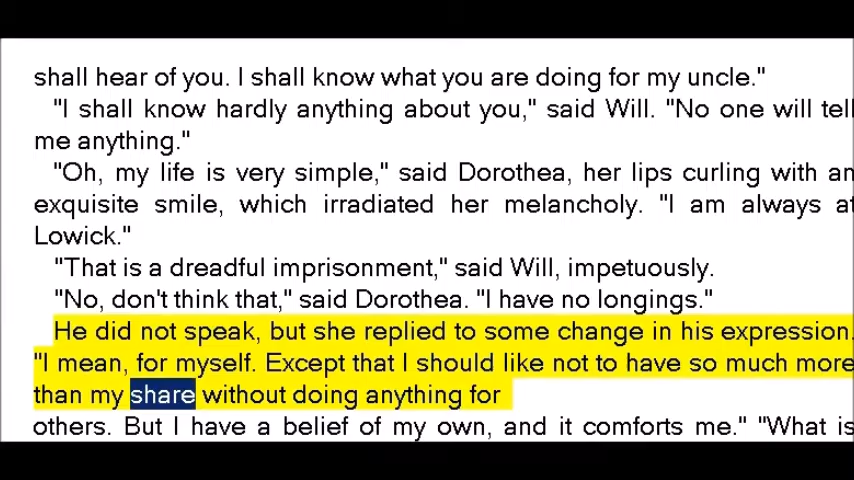 shall hear of you. I shall know what you are doing for my uncle."
"I shall know hardly anything about you," said Will. "No one will tell
me anything."
"Oh, my life is very simple," said Dorothea, her lips curling with an
exquisite smile, which irradiated her melancholy. "I am always at
Lowick."
"That is a dreadful imprisonment," said Will, impetuously.
"No, don't think that," said Dorothea. "I have no longings."
He did not speak, but she replied to some change in his expression.
"I mean, for myself. Except that I should like not to have so much more
than my share without doing anything for
others. But I have a belief of my own, and it comforts me." "What is